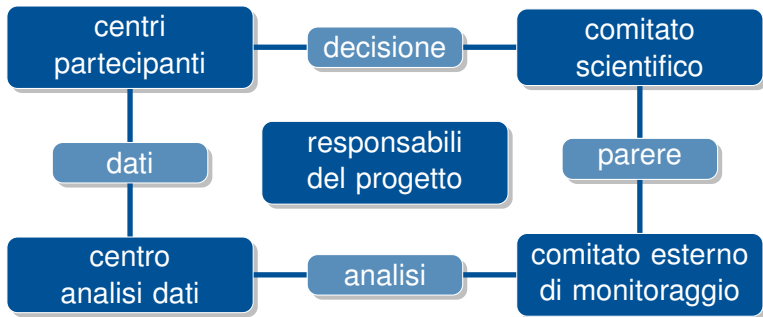 centri
partecipanti
decisione
comitato
scientifico
dati
responsabili
del progetto
parere
centro
analisi dati
analisi
comitato esterno
di monitoraggio